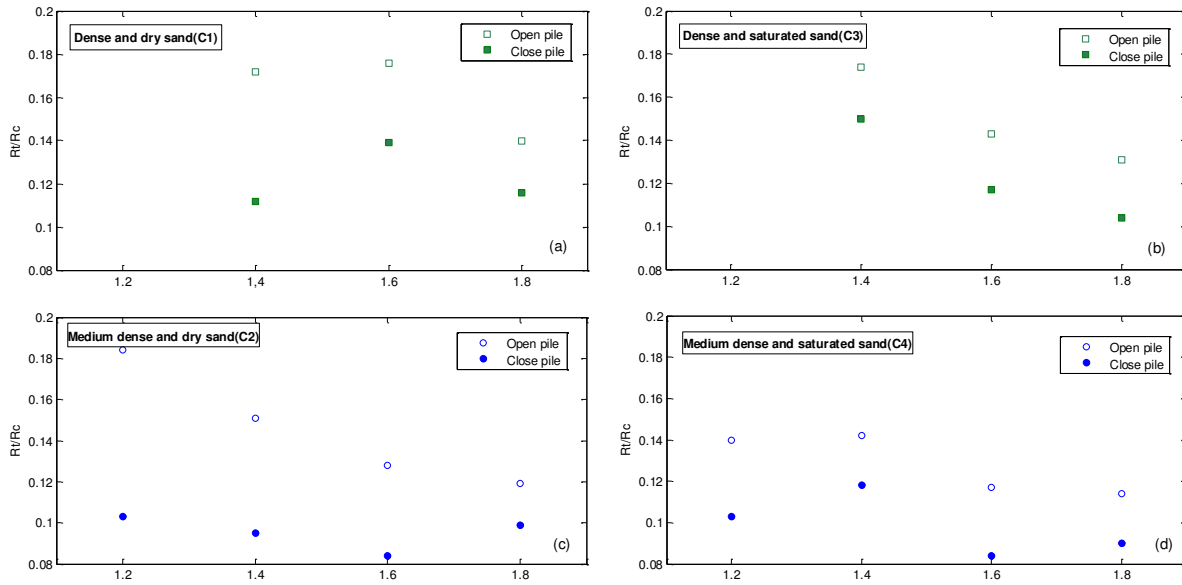 Dense and dry sand(C1)
Open pile
Close pile
Rt/Rc
0.2
0.18
0.16
0.14
0.12
0.1
0.08
1.2
1,4
1.6
1.8
(a)
Dense and saturated sand(C3)
Open pile
Close pile
Rt/Rc
0.2
0.18
0.16
0.14
0.12
0.1
0.08
1.2
1.4
1.6
1.8
(b)
Medium dense and dry sand(C2)
Open pile
Close pile
Rt/Rc
0.2
0.18
0.16
0.14
0.12
0.1
0.08
1.2
1.4
1.6
1.8
(c)
Medium dense and saturated sand(C4)
Open pile
Close pile
Rt/Rc
0.2
0.18
0.16
0.14
0.12
0.1
0.08
1.2
1.4
1.6
1.8
(d)